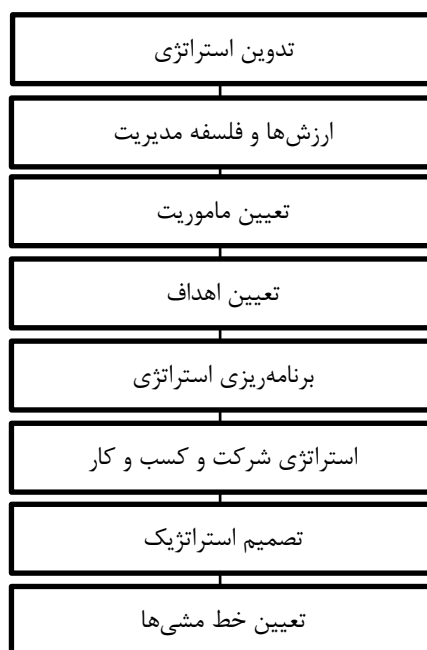 تدوین استراتژی
ارزش‌ها و فلسفه مدیریت
تعیین ماموریت
تعیین اهداف
برنامه‌ریزی استراتژی
استراتژی شرکت و کسب و کار
تصمیم استراتژیک
تعیین خط مشی‌ها